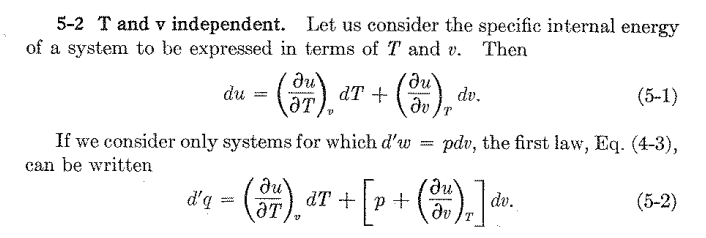 5-2 T and v independent. Let us consider the specific internal energy
of a system to be expressed in terms of T and v. Then
du = (∂u/∂T)_v dT + (∂u/∂v)_T dv. (5-1)
If we consider only systems for which d'w = pdv, the first law, Eq. (4-3),
can be written
d'q = (∂u/∂T)_v dT + [p + (∂u/∂v)_T] dv. (5-2)